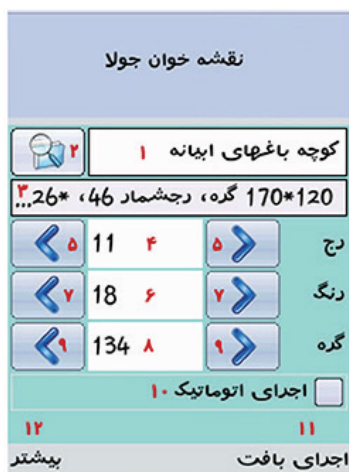 نقشه خوان جولا
کوچه باغهای ابیانه ۱ ۲
120*170 گره، رجشمار 46، *26... ۳
رج ۵ 11 ۴ ۵
رنگ ۷ 18 ۶ ۷
گره ۹ 134 ۸ ۹
اجرای اتوماتیک ۱۰
۱۱ ۱۲
اجرای بافت بیشتر